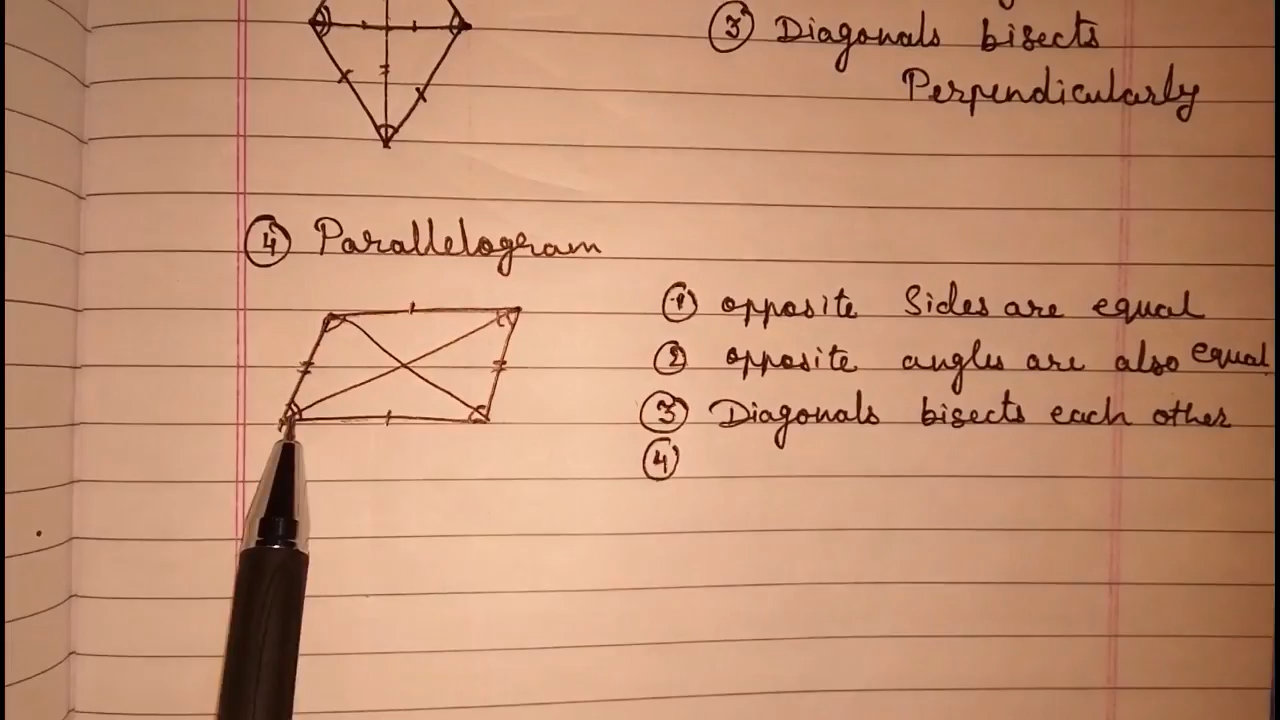 ③ Diagonals bisects
Perpendicularly
④ Parallelogram
① opposite Sides are equal
② opposite angles are also equal
③ Diagonals bisects each other
④